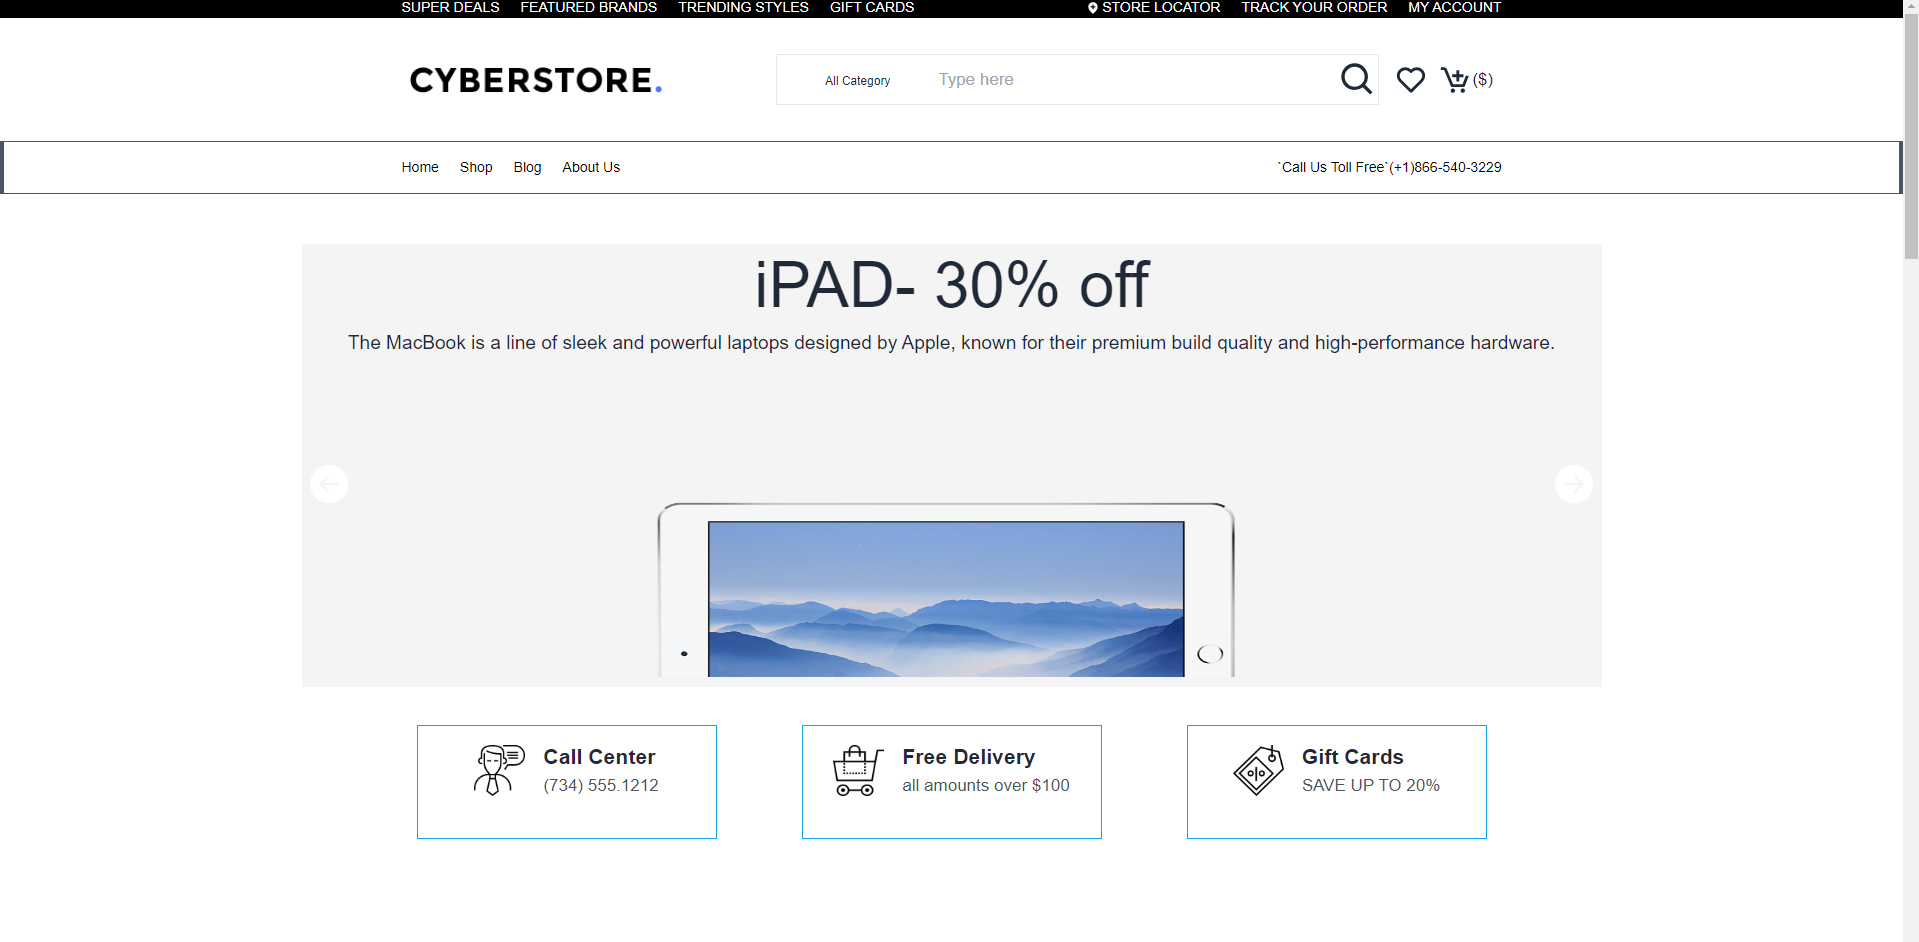 SUPER DEALS FEATURED BRANDS TRENDING STYLES GIFT CARDS STORE LOCATOR TRACK YOUR ORDER MY ACCOUNT
CYBERSTORE. All Category Type here ($)
Home Shop Blog About Us `Call Us Toll Free`(+1)866-540-3229
iPAD- 30% off
The MacBook is a line of sleek and powerful laptops designed by Apple, known for their premium build quality and high-performance hardware.
Call Center
(734) 555.1212
Free Delivery
all amounts over $100
Gift Cards
SAVE UP TO 20%